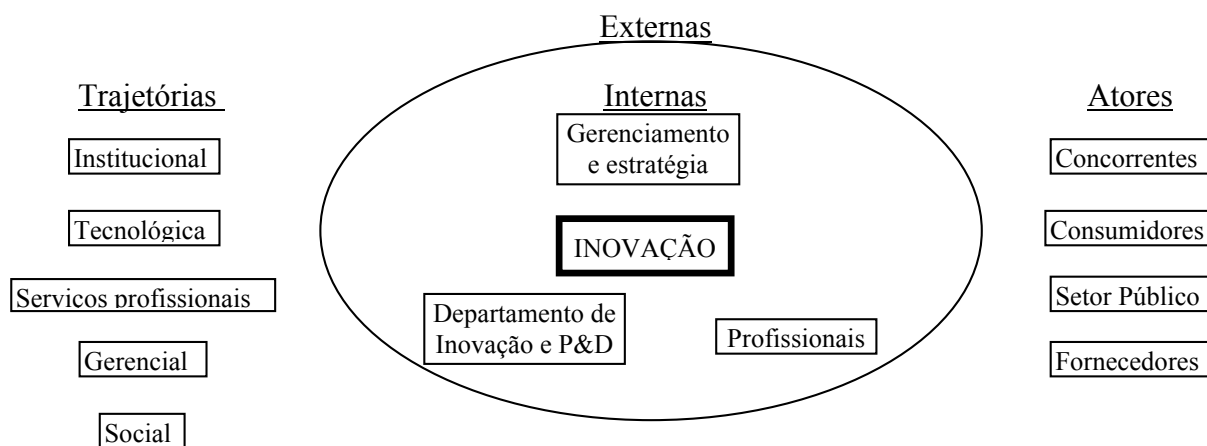 Externas
Trajetórias
Institucional
Tecnológica
Serviços profissionais
Gerencial
Social
Internas
Gerenciamento
e estratégia
INOVAÇÃO
Departamento de
Inovação e P&D
Profissionais
Atores
Concorrentes
Consumidores
Setor Público
Fornecedores